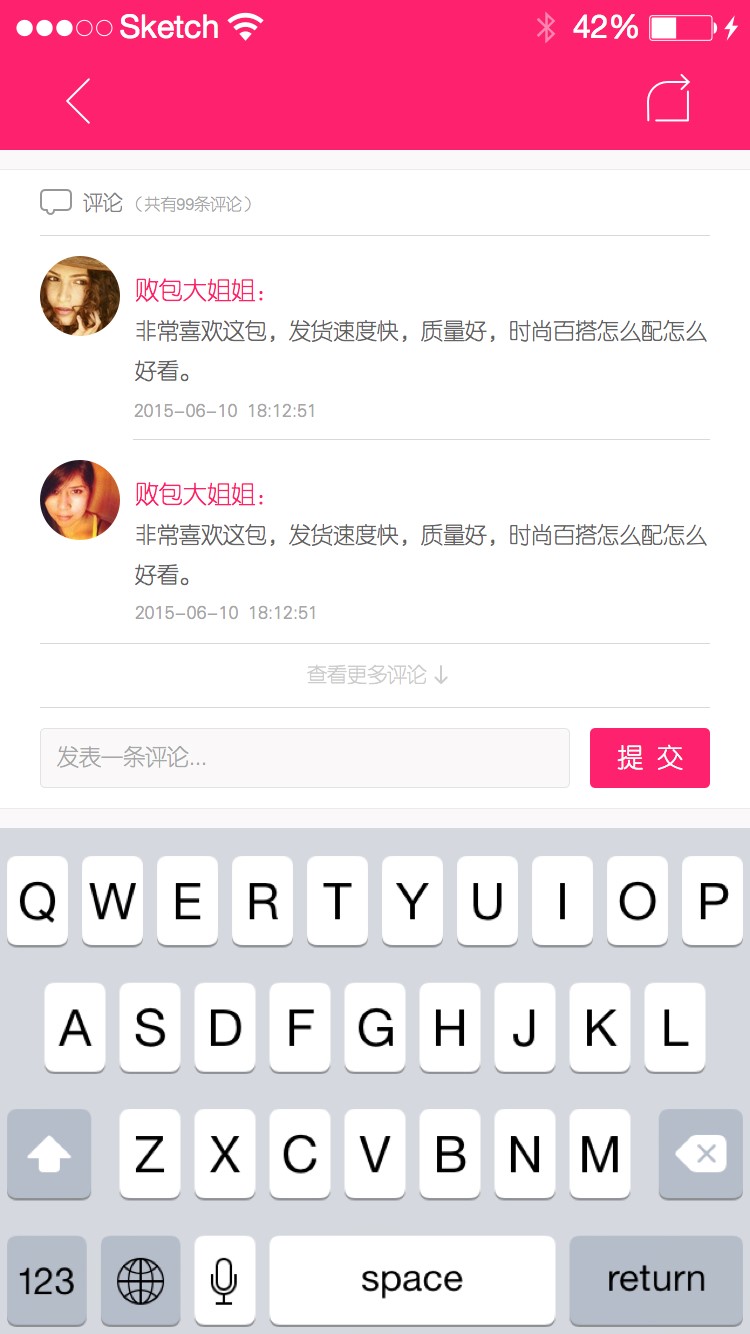 Sketch 42%
评论（共有99条评论）
败包大姐姐：
非常喜欢这包，发货速度快，质量好，时尚百搭怎么配怎么
好看。
2015-06-10 18:12:51
败包大姐姐：
非常喜欢这包，发货速度快，质量好，时尚百搭怎么配怎么
好看。
2015-06-10 18:12:51
查看更多评论↓
发表一条评论... 提 交
Q W E R T Y U I O P
A S D F G H J K L
Z X C V B N M
123 space return